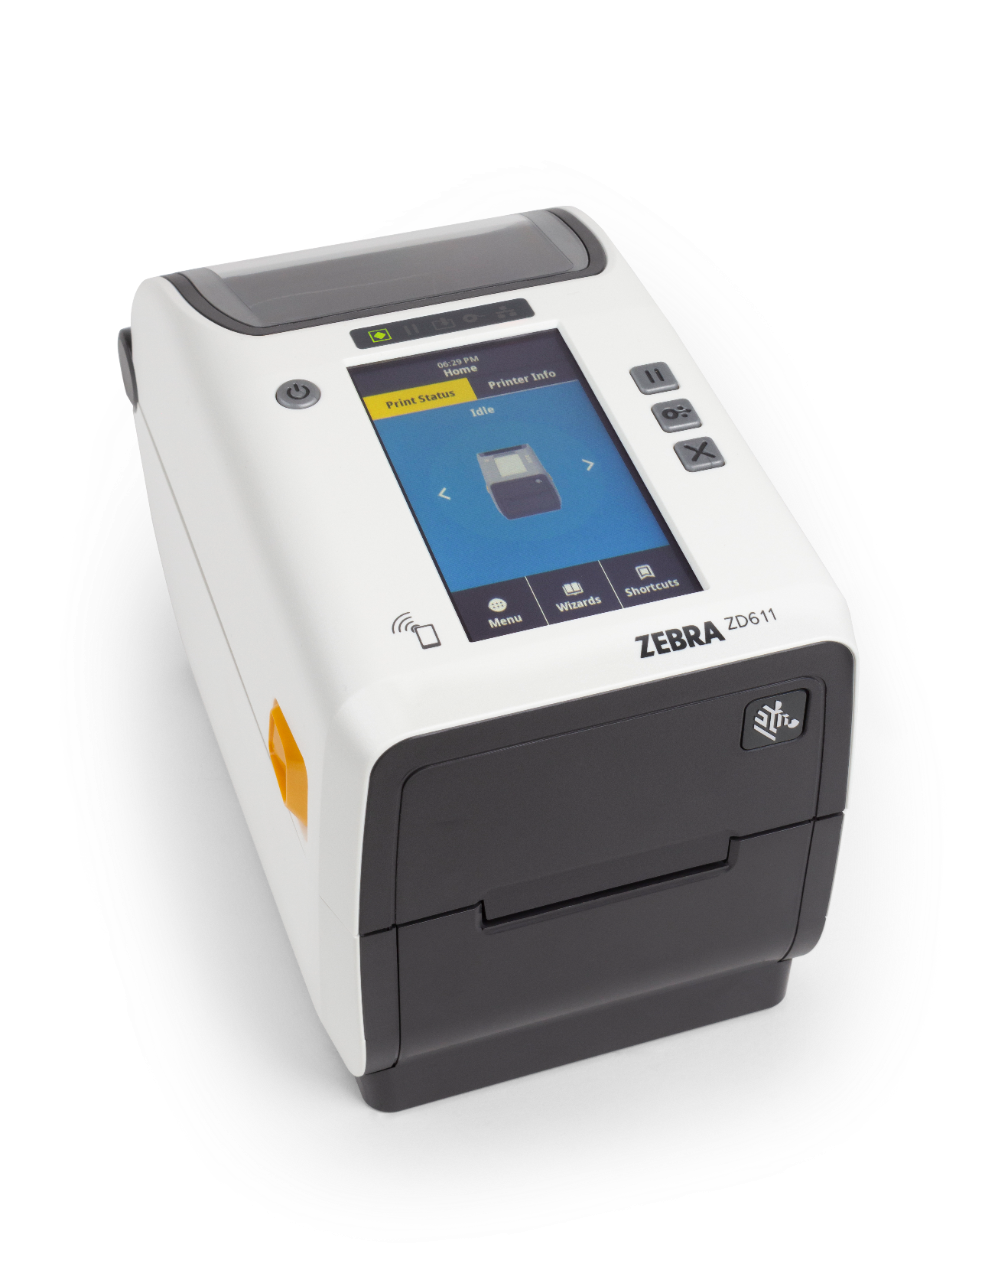 06:29 PM
Home
Print Status
Printer Info
Idle
Menu
Wizards
Shortcuts
ZEBRA ZD611